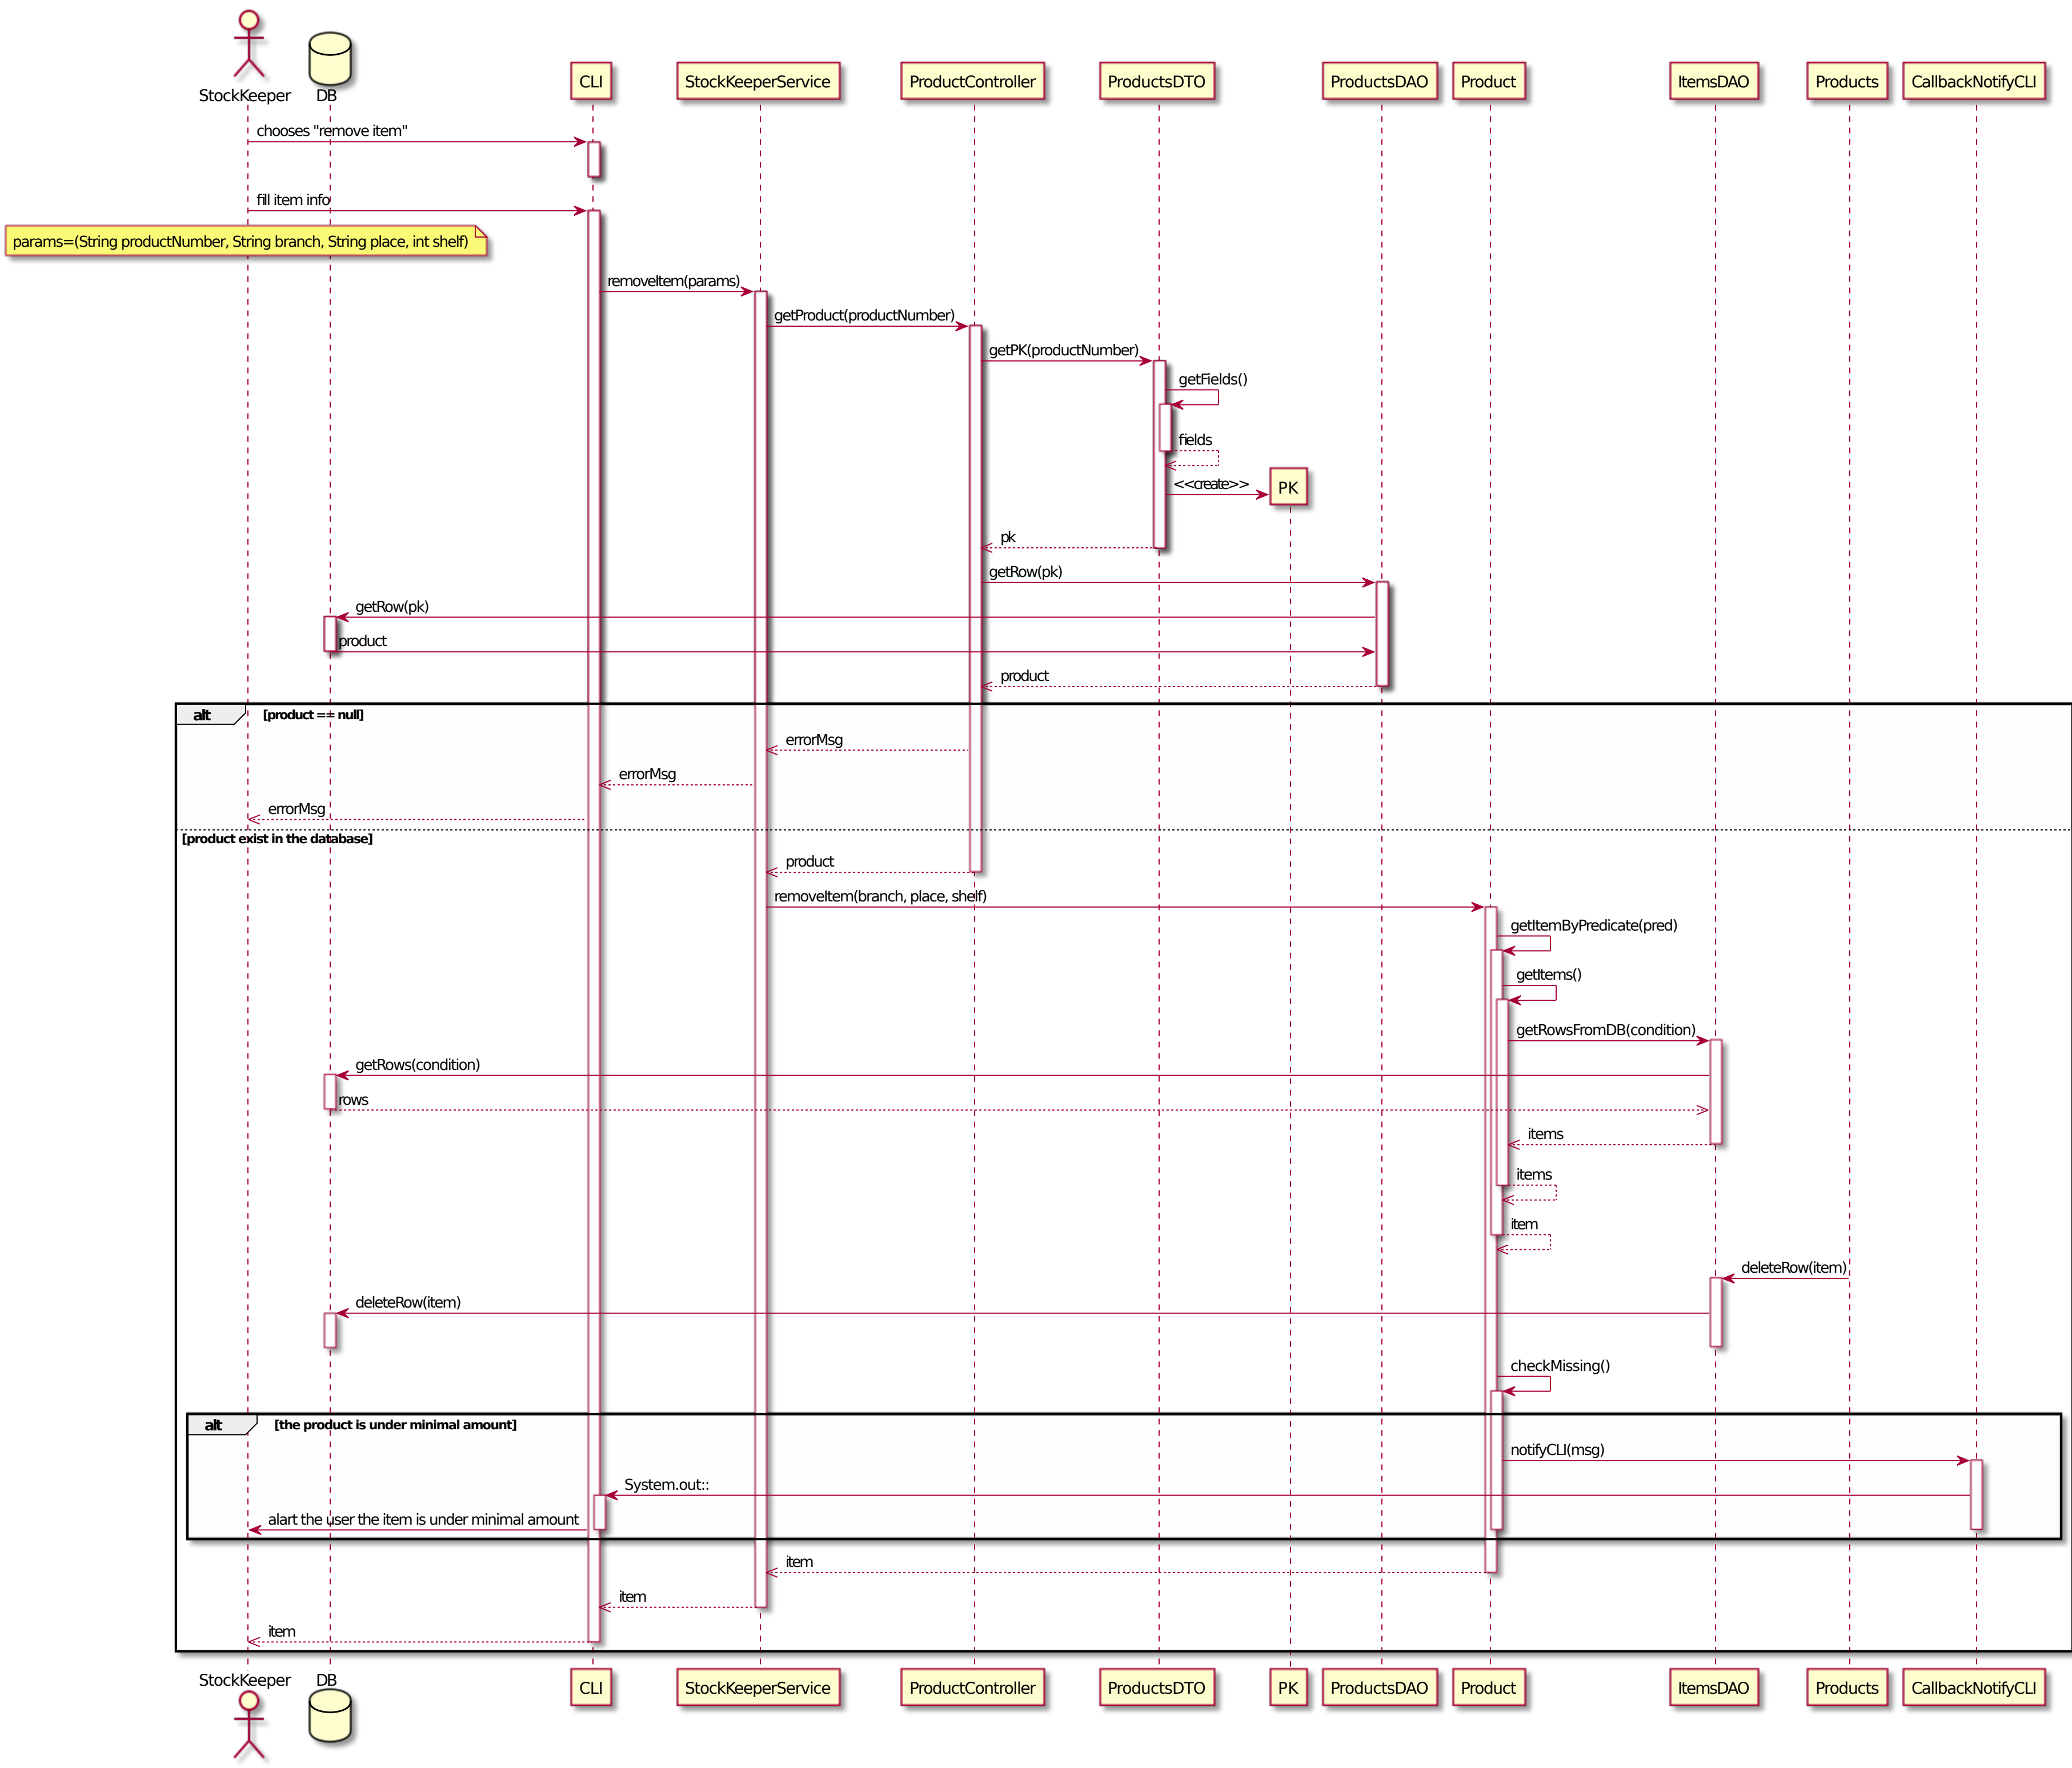 StockKeeper
DB
CLI
StockKeeperService
ProductController
ProductsDTO
ProductsDAO
Product
ItemsDAO
Products
CallbackNotifyCLI
chooses "remove item"
fill item info
params=(String productNumber, String branch, String place, int shelf)
removeItem(params)
getProduct(productNumber)
getPK(productNumber)
getFields()
fields
<<create>>
PK
pk
getRow(pk)
getRow(pk)
product
product
alt
[product == null]
errorMsg
errorMsg
errorMsg
[product exist in the database]
product
removeItem(branch, place, shelf)
getItemByPredicate(pred)
getItems()
getRowsFromDB(condition)
getRows(condition)
rows
items
items
item
deleteRow(item)
deleteRow(item)
checkMissing()
alt
[the product is under minimal amount]
notifyCLI(msg)
System.out::
alart the user the item is under minimal amount
item
item
item
StockKeeper
DB
CLI
StockKeeperService
ProductController
ProductsDTO
PK
ProductsDAO
Product
ItemsDAO
Products
CallbackNotifyCLI